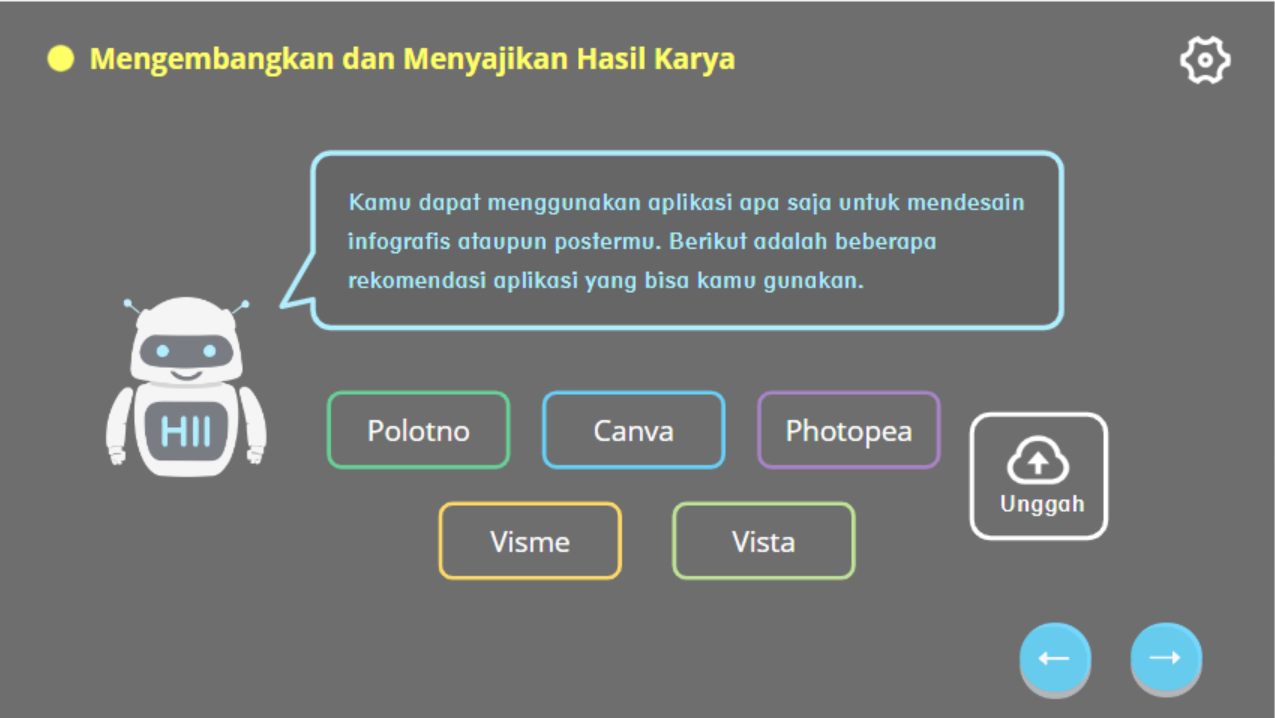 Mengembangkan dan Menyajikan Hasil Karya
Kamu dapat menggunakan aplikasi apa saja untuk mendesain
infografis ataupun postermu. Berikut adalah beberapa
rekomendasi aplikasi yang bisa kamu gunakan.
HII
Polotno
Canva
Photopea
Unggah
Visme
Vista